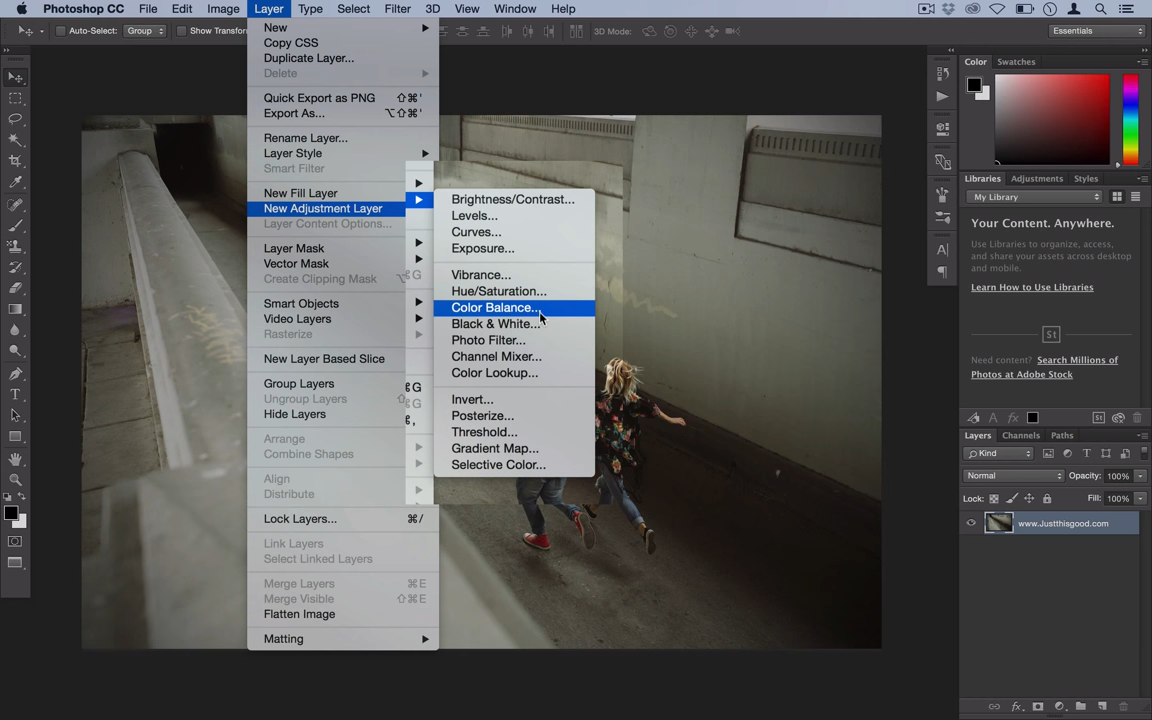 Photoshop CC File Edit Image Layer Type Select Filter 3D View Window Help
Auto-Select: Group Show Transform 3D Mode: Essentials
New
Copy CSS
Duplicate Layer...
Delete
Quick Export as PNG ⇧⌘'
Export As... ⌥⇧⌘'
Rename Layer...
Layer Style
Smart Filter
New Fill Layer
New Adjustment Layer
Layer Content Options...
Layer Mask
Vector Mask
Create Clipping Mask ⌥⌘G
Smart Objects
Video Layers
Rasterize
New Layer Based Slice
Group Layers ⌘G
Ungroup Layers ⇧⌘G
Hide Layers ⌘,
Arrange
Combine Shapes
Align
Distribute
Lock Layers... ⌘/
Link Layers
Select Linked Layers
Merge Layers ⌘E
Merge Visible ⇧⌘E
Flatten Image
Matting
Brightness/Contrast...
Levels...
Curves...
Exposure...
Vibrance...
Hue/Saturation...
Color Balance...
Black & White...
Photo Filter...
Channel Mixer...
Color Lookup...
Invert...
Posterize...
Threshold...
Gradient Map...
Selective Color...
Color Swatches
Libraries Adjustments Styles
My Library
Your Content. Anywhere.
Use Libraries to organize, access,
and share your assets across desktop
and mobile.
Learn How to Use Libraries
St
Need content? Search Millions of
Photos at Adobe Stock
fx St
Layers Channels Paths
Kind
Normal Opacity: 100%
Lock: Fill: 100%
www.Justthisgood.com
fx